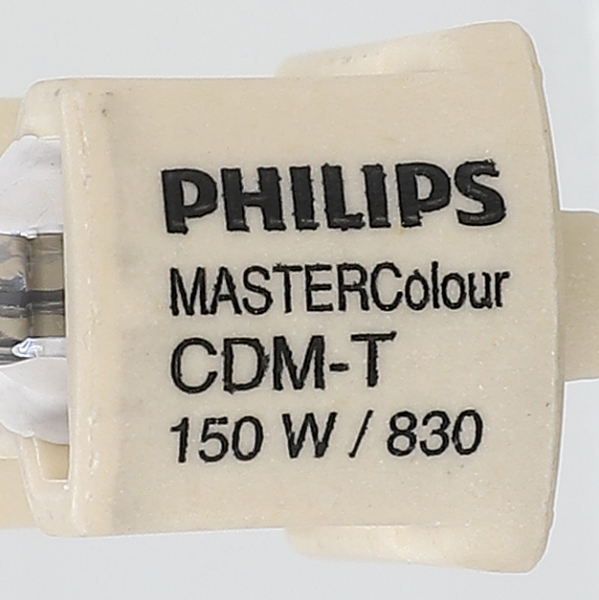 PHILIPS
MASTERColour
CDM-T
150 W / 830